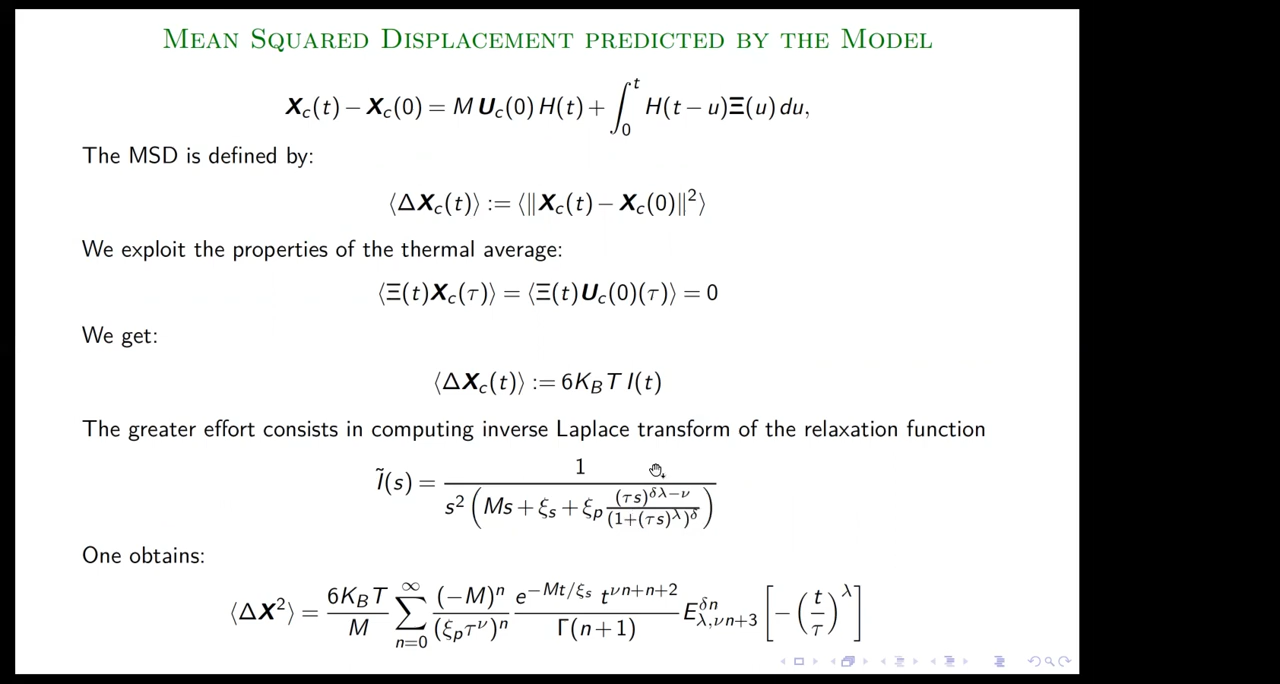 MEAN SQUARED DISPLACEMENT PREDICTED BY THE MODEL
X_c(t) − X_c(0) = M U_c(0) H(t) + ∫_0^t H(t − u)Ξ(u) du,
The MSD is defined by:
⟨ΔX_c(t)⟩ := ⟨‖X_c(t) − X_c(0)‖²⟩
We exploit the properties of the thermal average:
⟨Ξ(t)X_c(τ)⟩ = ⟨Ξ(t)U_c(0)(τ)⟩ = 0
We get:
⟨ΔX_c(t)⟩ := 6K_B T I(t)
The greater effort consists in computing inverse Laplace transform of the relaxation function
Ĩ(s) = 1 / (s² (Ms + ξ_s + ξ_p (τs)^{δλ−ν} / (1+(τs)^λ)^δ))
One obtains:
⟨ΔX²⟩ = (6K_B T / M) ∑_{n=0}^∞ ((−M)^n / (ξ_p τ^ν)^n) (e^{−Mt/ξ_s} t^{νn+n+2} / Γ(n+1)) E^{δn}_{λ,νn+3} [−(t/τ)^λ]